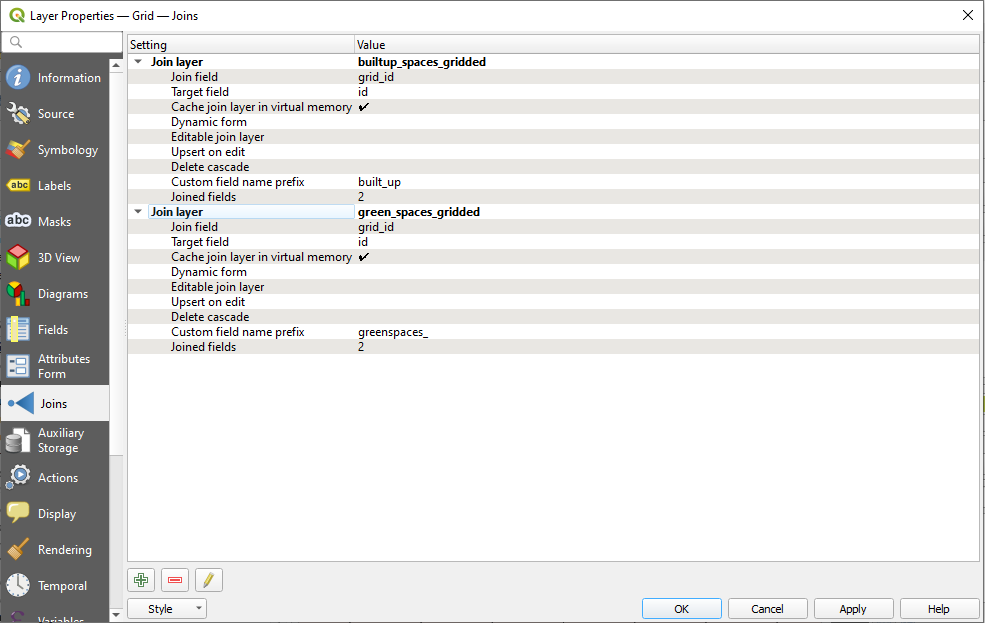 Layer Properties — Grid — Joins
Information
Source
Symbology
abc Labels
abc Masks
3D View
Diagrams
Fields
Attributes
Form
Joins
Auxiliary
Storage
Actions
Display
Rendering
Temporal
Variables
Setting Value
Join layer builtup_spaces_gridded
Join field grid_id
Target field id
Cache join layer in virtual memory ✔
Dynamic form
Editable join layer
Upsert on edit
Delete cascade
Custom field name prefix built_up
Joined fields 2
Join layer green_spaces_gridded
Join field grid_id
Target field id
Cache join layer in virtual memory ✔
Dynamic form
Editable join layer
Upsert on edit
Delete cascade
Custom field name prefix greenspaces_
Joined fields 2
Style OK Cancel Apply Help